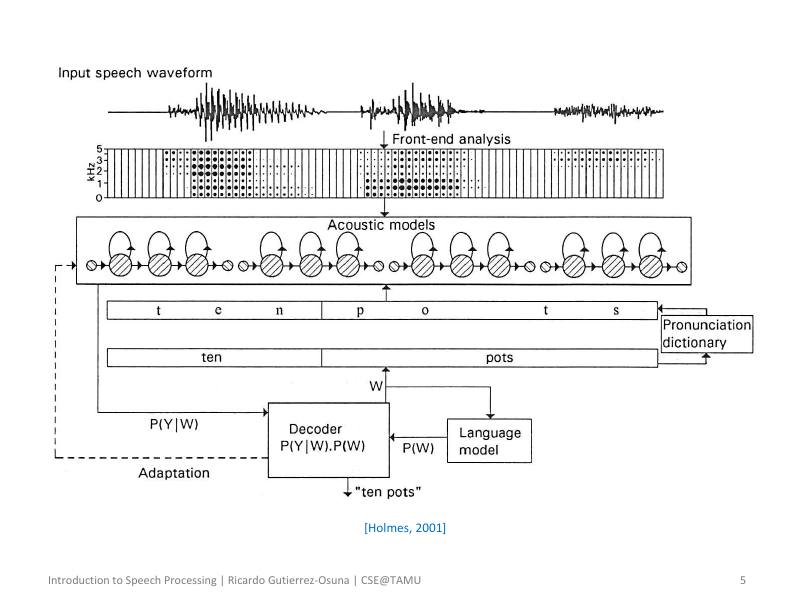 Input speech waveform
Front-end analysis
5
3
2
1
0
kHz
Acoustic models
t e n p o t s
Pronunciation
dictionary
ten pots
W
P(Y|W)
Decoder
P(Y|W).P(W)
P(W)
Language
model
Adaptation
"ten pots"
[Holmes, 2001]
Introduction to Speech Processing | Ricardo Gutierrez-Osuna | CSE@TAMU 5